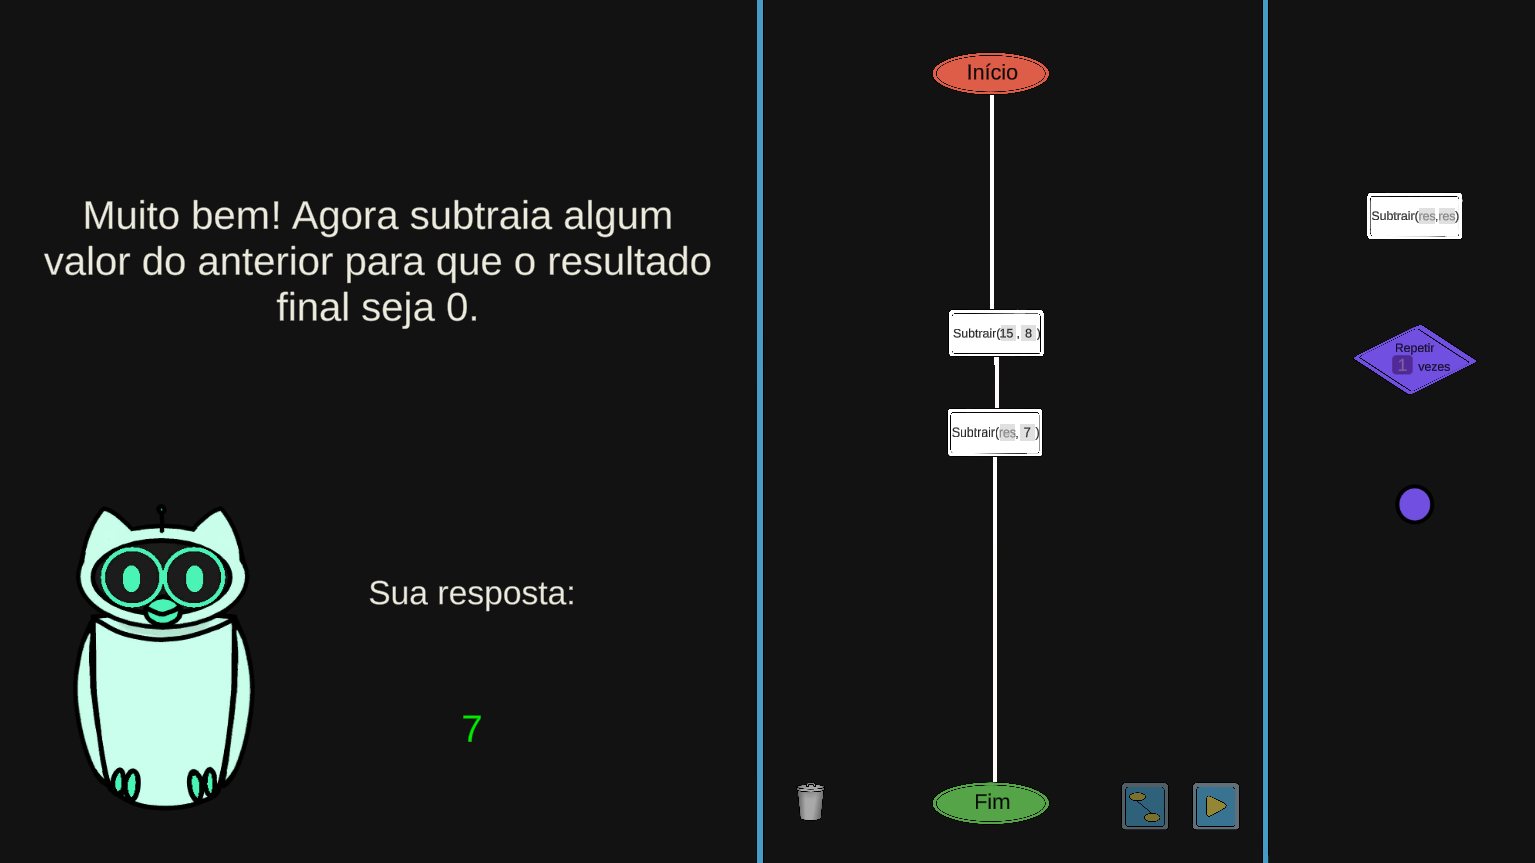 Muito bem! Agora subtraia algum
valor do anterior para que o resultado
final seja 0.
Sua resposta:
7
Início
Subtrair(15, 8)
Subtrair(res, 7)
Fim
Subtrair(res,res)
Repetir
1 vezes